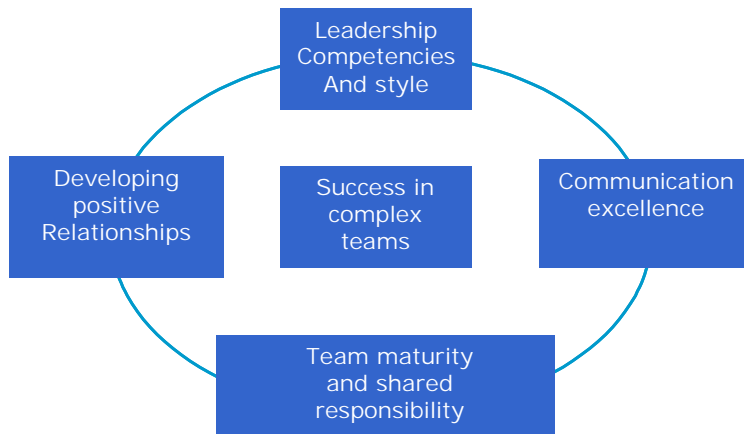 Leadership
Competencies
And style
Developing
positive
Relationships
Success in
complex
teams
Communication
excellence
Team maturity
and shared
responsibility